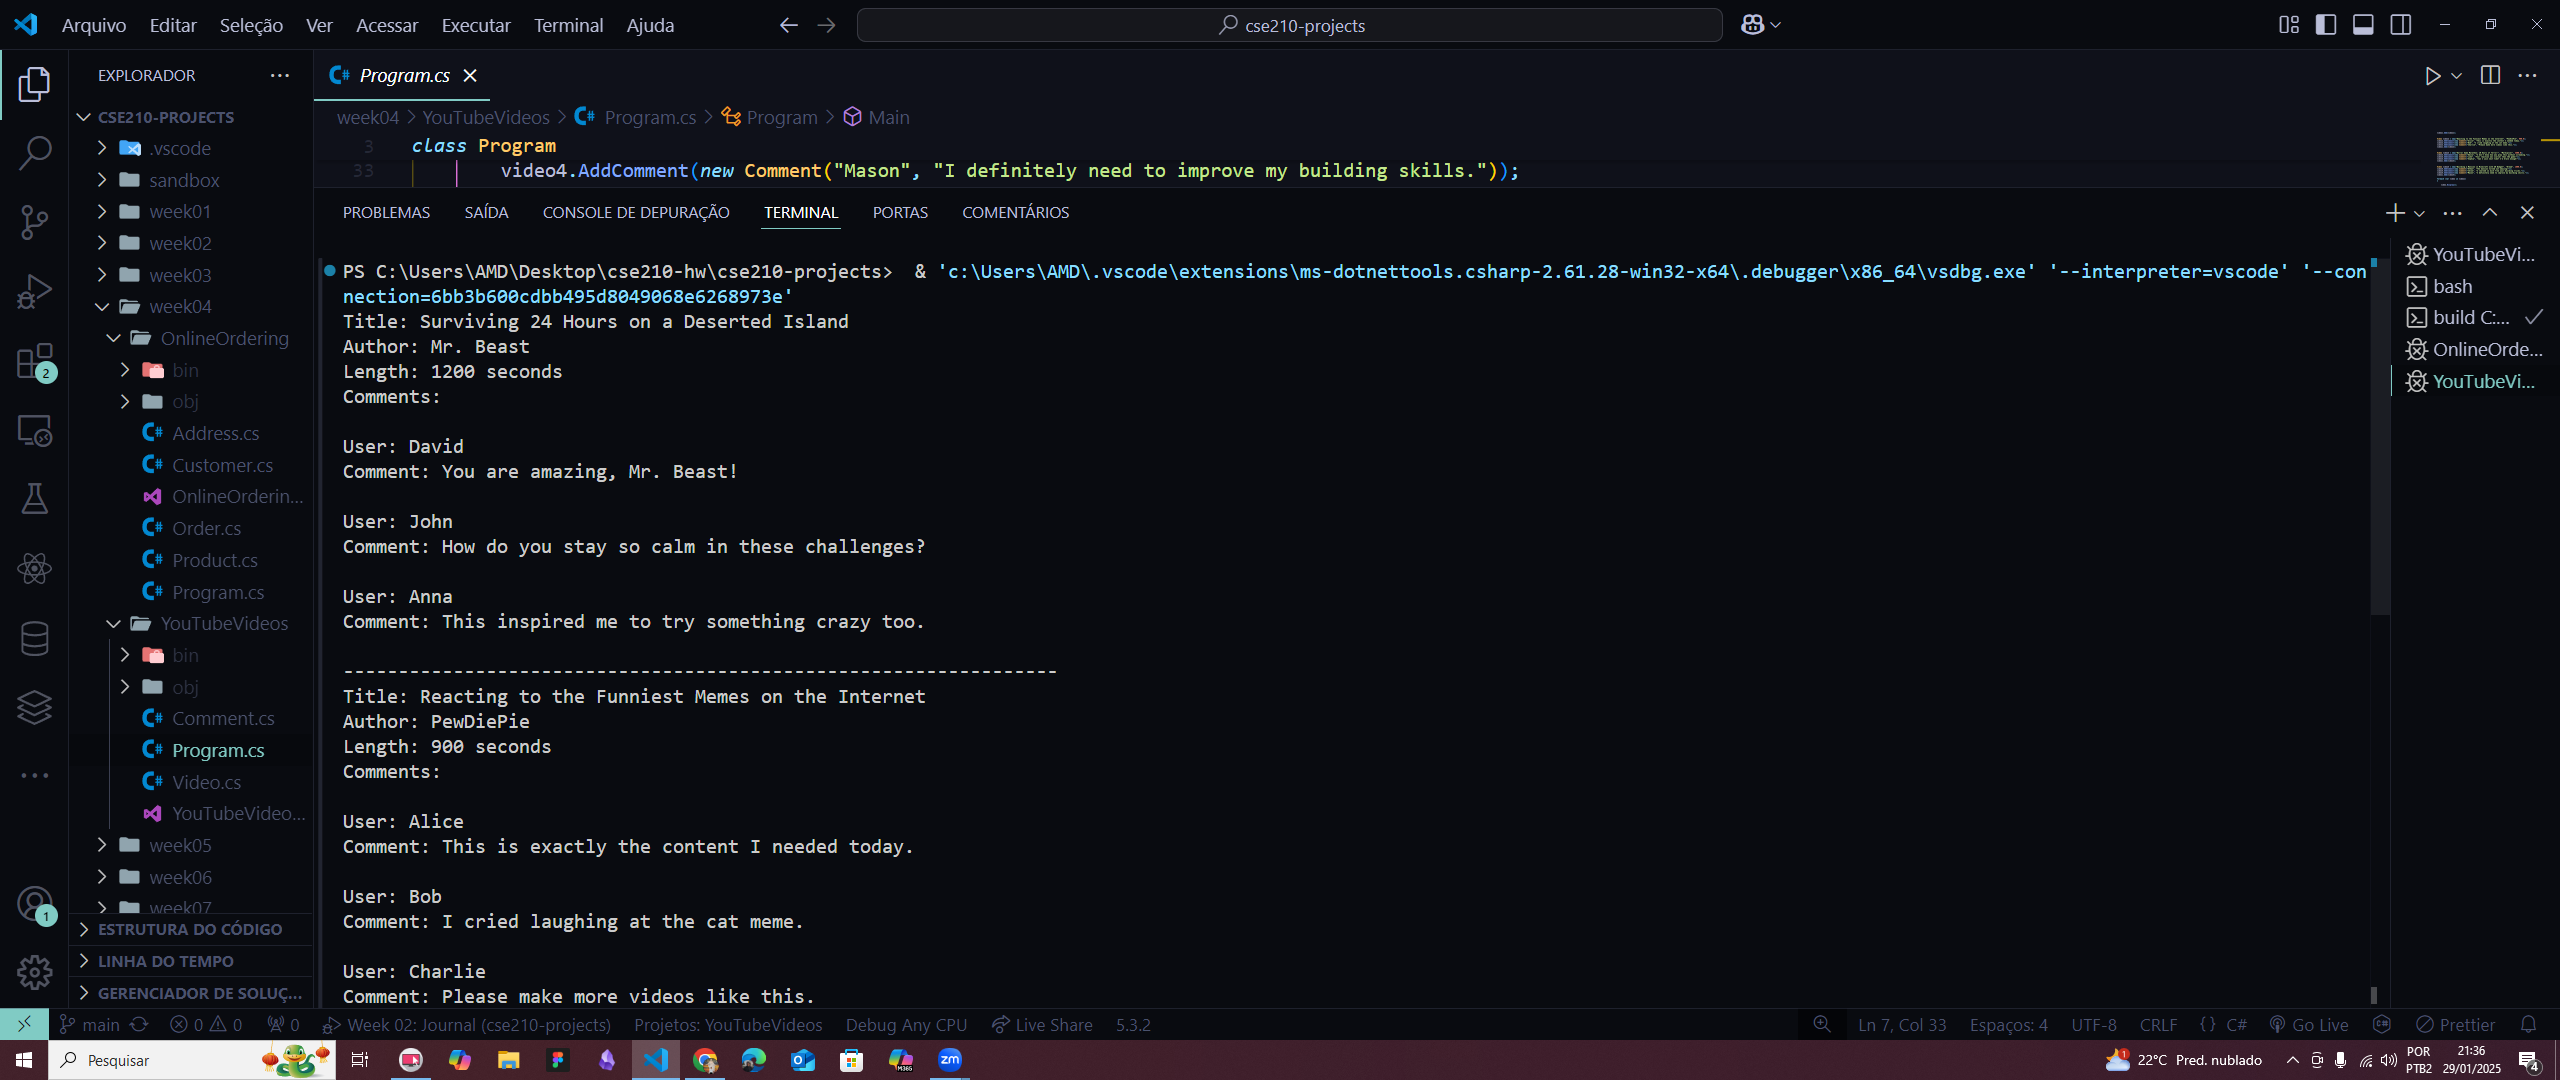 Arquivo Editar Seleção Ver Acessar Executar Terminal Ajuda
cse210-projects
EXPLORADOR
Program.cs
CSE210-PROJECTS
.vscode
sandbox
week01
week02
week03
week04
OnlineOrdering
bin
obj
Address.cs
Customer.cs
OnlineOrderin...
Order.cs
Product.cs
Program.cs
YouTubeVideos
bin
obj
Comment.cs
Program.cs
Video.cs
YouTubeVideo...
week05
week06
week07
ESTRUTURA DO CÓDIGO
LINHA DO TEMPO
GERENCIADOR DE SOLUÇ...
2
1
week04 > YouTubeVideos > Program.cs > Program > Main
3 class Program
33 video4.AddComment(new Comment("Mason", "I definitely need to improve my building skills."));
PROBLEMAS SAÍDA CONSOLE DE DEPURAÇÃO TERMINAL PORTAS COMENTÁRIOS
PS C:\Users\AMD\Desktop\cse210-hw\cse210-projects> & 'c:\Users\AMD\.vscode\extensions\ms-dotnettools.csharp-2.61.28-win32-x64\.debugger\x86_64\vsdbg.exe' '--interpreter=vscode' '--con
nection=6bb3b600cdbb495d8049068e6268973e'
Title: Surviving 24 Hours on a Deserted Island
Author: Mr. Beast
Length: 1200 seconds
Comments:
User: David
Comment: You are amazing, Mr. Beast!
User: John
Comment: How do you stay so calm in these challenges?
User: Anna
Comment: This inspired me to try something crazy too.
-----------------------------------------------------------------
Title: Reacting to the Funniest Memes on the Internet
Author: PewDiePie
Length: 900 seconds
Comments:
User: Alice
Comment: This is exactly the content I needed today.
User: Bob
Comment: I cried laughing at the cat meme.
User: Charlie
Comment: Please make more videos like this.
YouTubeVi...
bash
build C:...
OnlineOrde...
YouTubeVi...
main 0 0 0 Week 02: Journal (cse210-projects) Projetos: YouTubeVideos Debug Any CPU Live Share 5.3.2 Ln 7, Col 33 Espaços: 4 UTF-8 CRLF {} C# Go Live Prettier
Pesquisar
M365
zm
1
22°C Pred. nublado
POR
PTB2
21:36
29/01/2025
4